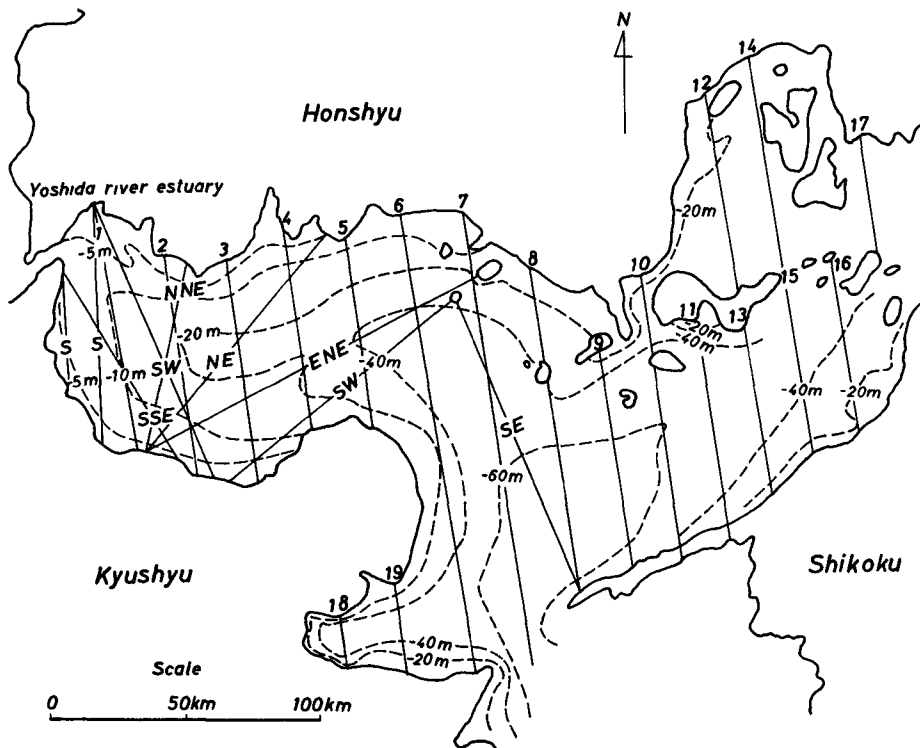 N
14
12
Honshyu
17
Yoshida river estuary
-20m
1
-5m
2
3
4
5
6
7
8
10
15
16
N NE
11
13
-20m
-40m
9
-20m
S
S
-5m
-10m
SW
NE
ENE
-40m
SW
-40m
-20m
SSE
SE
-60m
Kyushyu
19
Shikoku
18
-40m
-20m
Scale
0 50km 100km